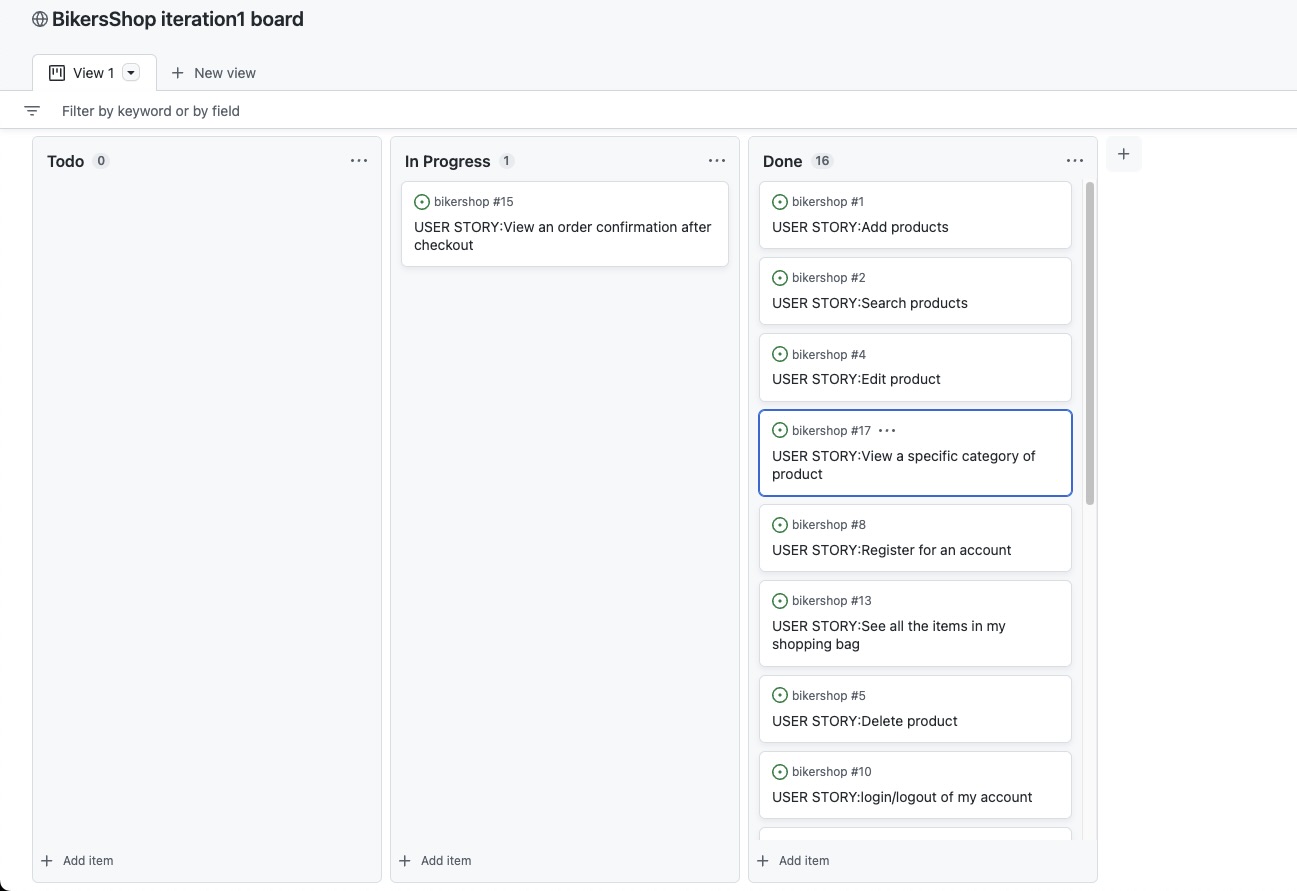 BikersShop iteration1 board
View 1
New view
Filter by keyword or by field
Todo 0
In Progress 1
bikershop #15
USER STORY:View an order confirmation after
checkout
Done 16
bikershop #1
USER STORY:Add products
bikershop #2
USER STORY:Search products
bikershop #4
USER STORY:Edit product
bikershop #17
USER STORY:View a specific category of
product
bikershop #8
USER STORY:Register for an account
bikershop #13
USER STORY:See all the items in my
shopping bag
bikershop #5
USER STORY:Delete product
bikershop #10
USER STORY:login/logout of my account
Add item
Add item
Add item